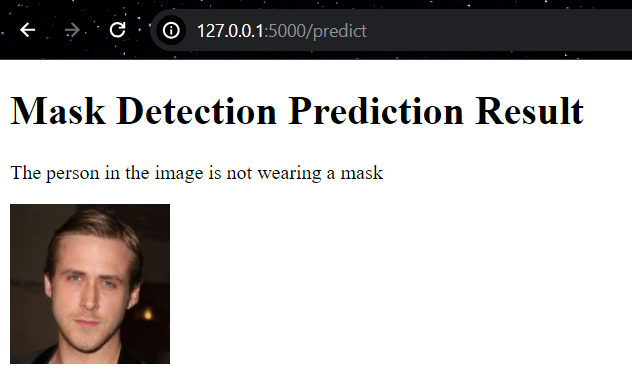 127.0.0.1:5000/predict
Mask Detection Prediction Result
The person in the image is not wearing a mask